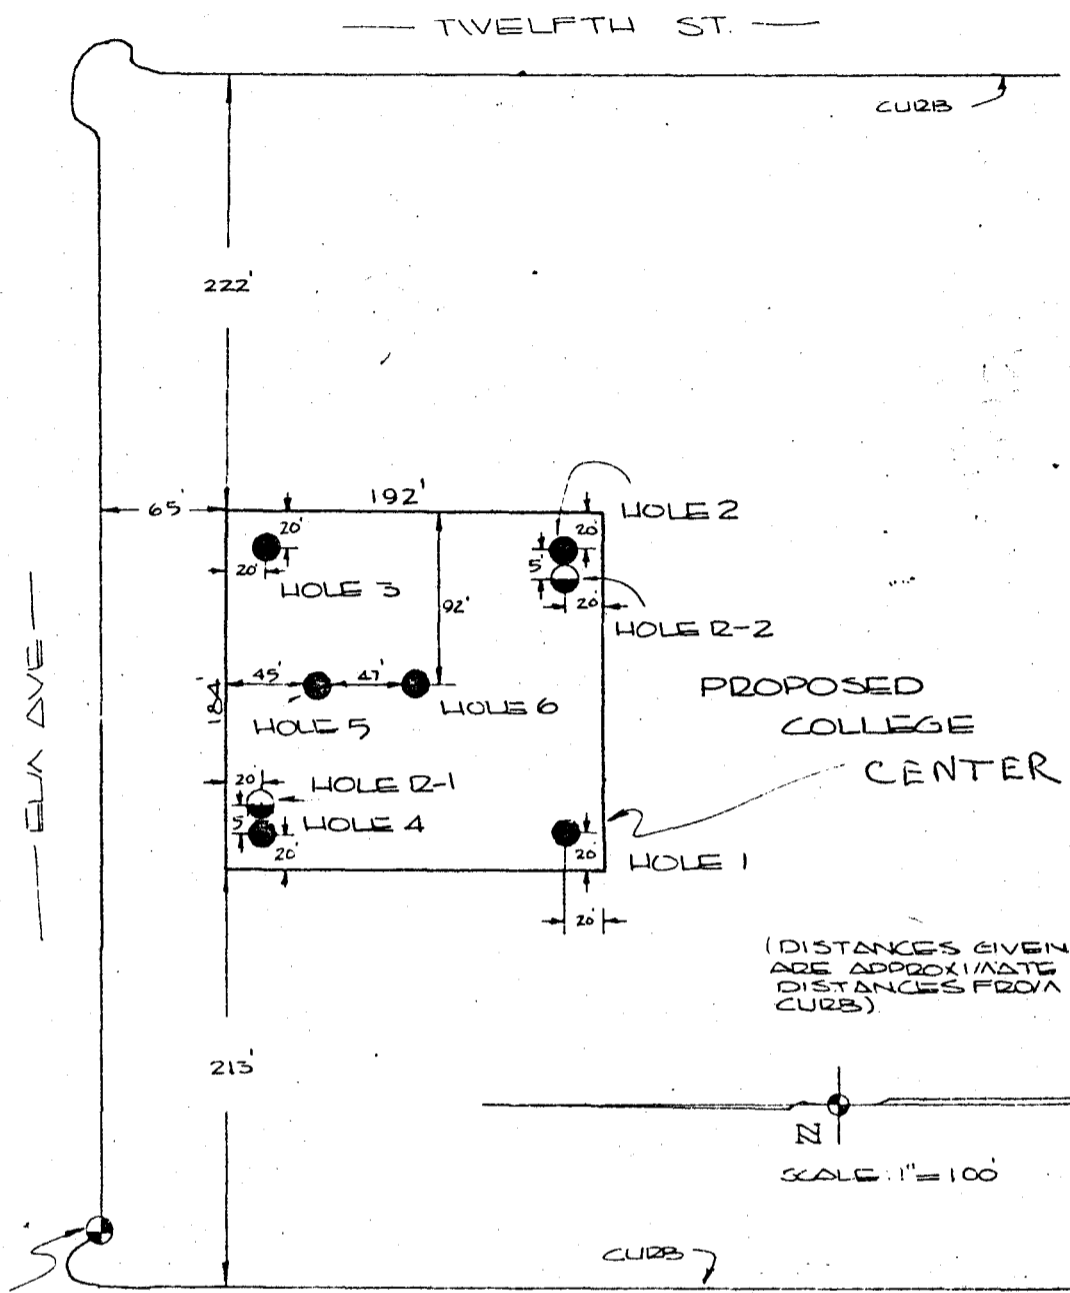 TWELFTH ST.
CURB
222'
65'
192'
HOLE 2
20'
20'
5'
20'
HOLE 3
20'
HOLE R-2
92'
ELM AVE
184'
45'
47'
HOLE 6
HOLE 5
PROPOSED
COLLEGE
CENTER
20'
HOLE R-1
5'
HOLE 4
20'
20'
HOLE 1
20'
(DISTANCES GIVEN
ARE APPROXIMATE
DISTANCES FROM
CURB)
213'
N
SCALE: 1"=100'
CURB